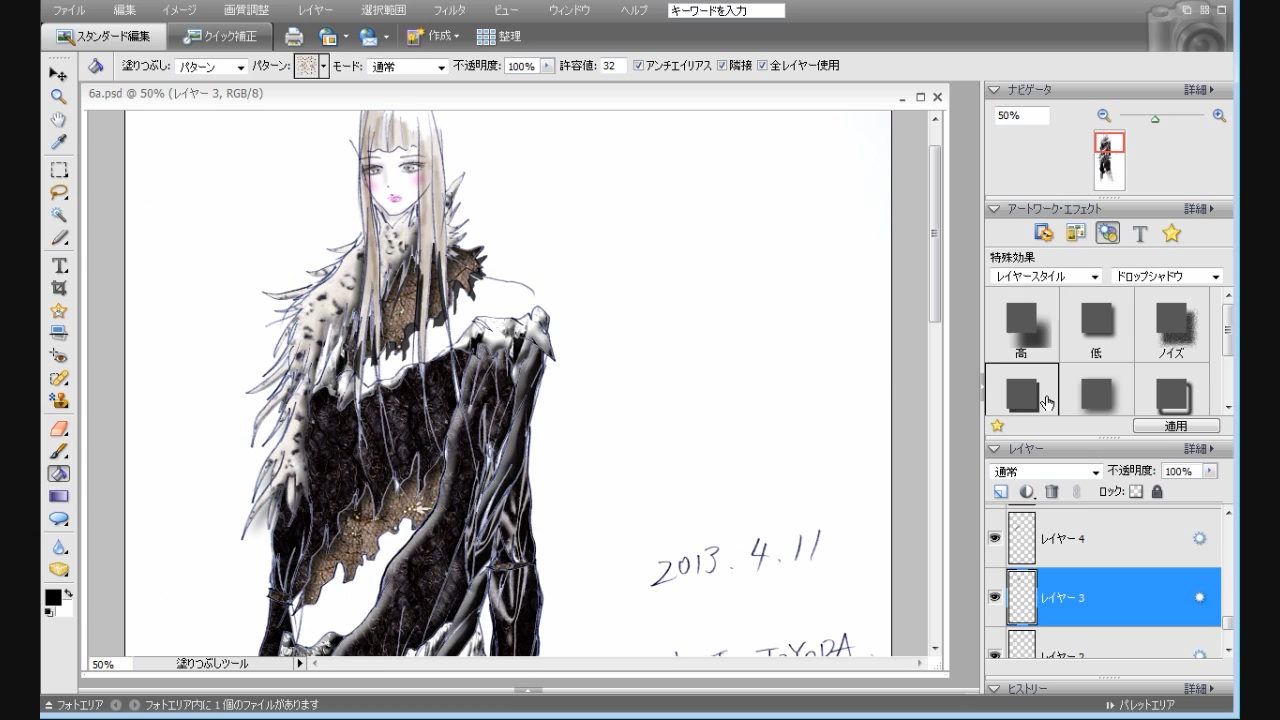 ファイル 編集 イメージ 画質調整 レイヤー 選択範囲 フィルタ ビュー ウィンドウ ヘルプ キーワードを入力
スタンダード編集 クイック補正 作成 整理
塗りつぶし: パターン パターン: モード: 通常 不透明度: 100% 許容値: 32 アンチエイリアス 隣接 全レイヤー使用
6a.psd @ 50% (レイヤー 3, RGB/8)
2013.4.11
TOYODA
50% 塗りつぶしツール
ナビゲータ 詳細
50%
アートワーク・エフェクト 詳細
特殊効果
レイヤースタイル ドロップシャドウ
高 低 ノイズ
適用
レイヤー 詳細
通常 不透明度: 100%
ロック:
レイヤー 4
レイヤー 3
レイヤー 2
ヒストリー 詳細
フォトエリア フォトエリア内に 1 個のファイルがあります パレットエリア